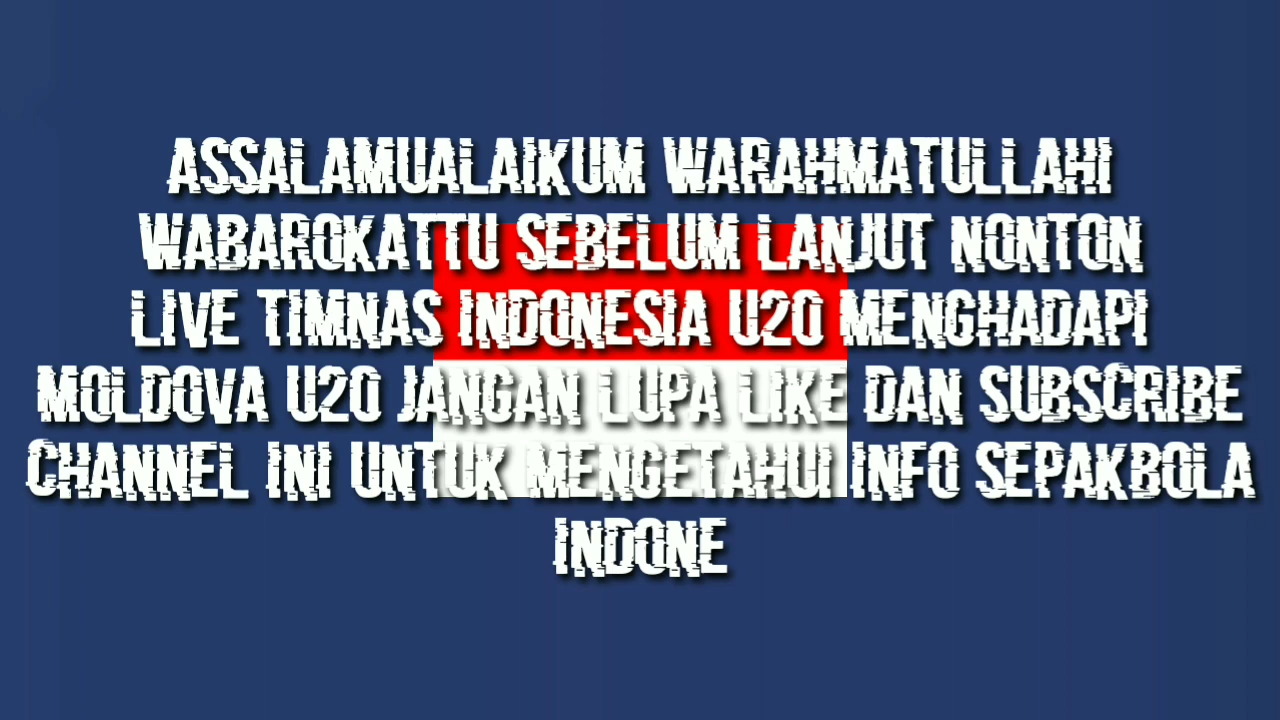 ASSALAMUALAIKUM WARAHMATULLAHI
WABAROKATTU SEBELUM LANJUT NONTON
LIVE TIMNAS INDONESIA U20 MENGHADAPI
MOLDOVA U20 JANGAN LUPA LIKE DAN SUBSCRIBE
CHANNEL INI UNTUK MENGETAHUI INFO SEPAKBOLA
INDONE